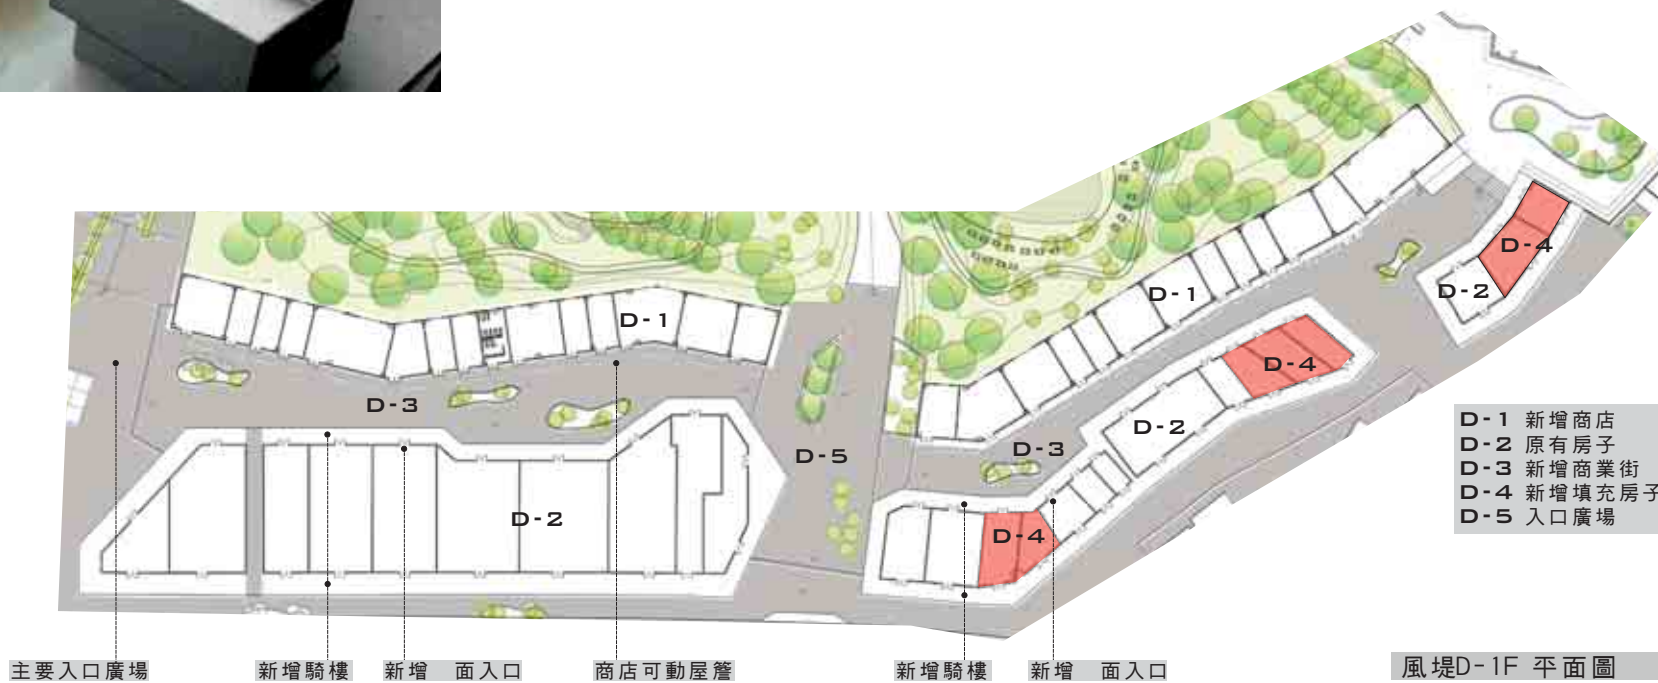 D-4
D-2
D-1
D-1
D-4
D-3
D-2
D-3
D-5
D-2
D-4
D-1 新增商店
D-2 原有房子
D-3 新增商業街
D-4 新增填充房子
D-5 入口廣場
主要入口廣場
新增騎樓
新增 面入口
商店可動屋簷
新增騎樓
新增 面入口
風堤D-1F 平面圖